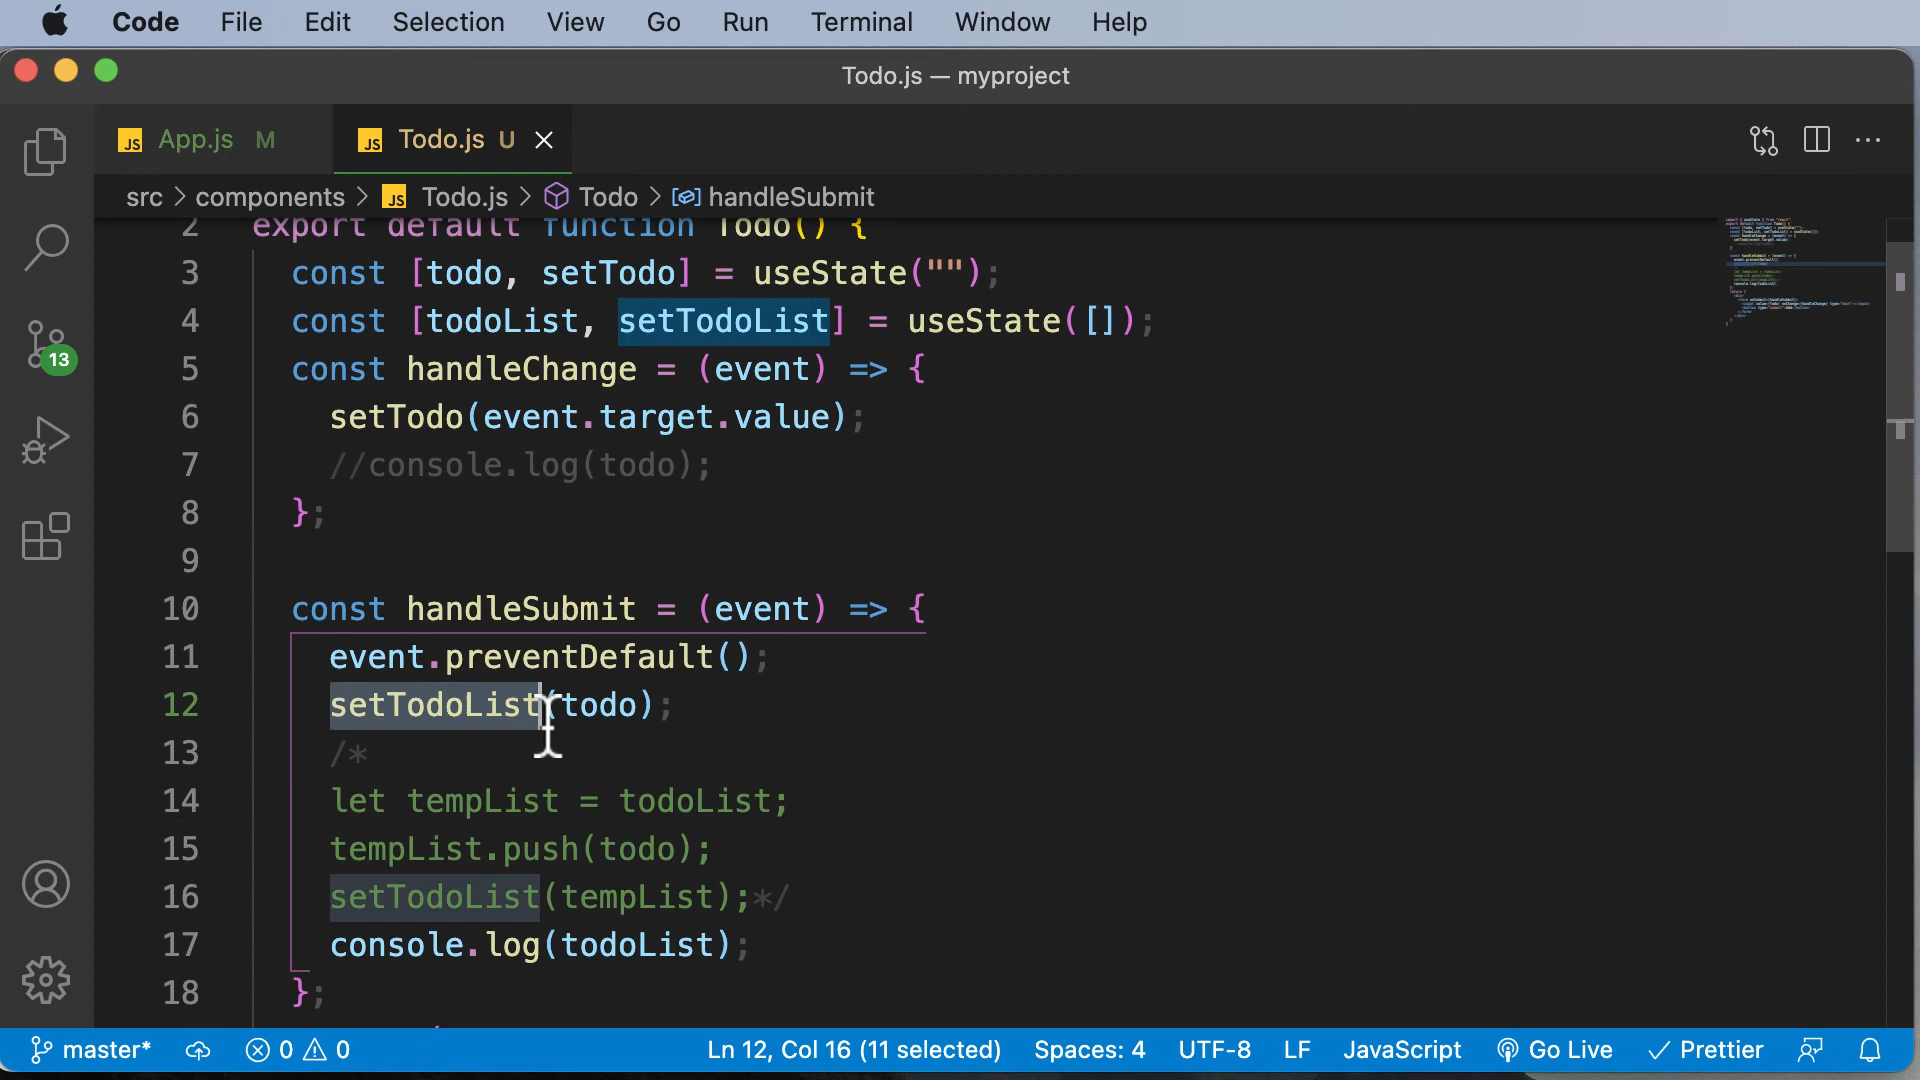 Code File Edit Selection View Go Run Terminal Window Help
Todo.js — myproject
JS App.js M JS Todo.js U
src > components > JS Todo.js > Todo > handleSubmit
2 export default function Todo() {
3 const [todo, setTodo] = useState("");
4 const [todoList, setTodoList] = useState([]);
5 const handleChange = (event) => {
6 setTodo(event.target.value);
7 //console.log(todo);
8 };
9
10 const handleSubmit = (event) => {
11 event.preventDefault();
12 setTodoList(todo);
13 /*
14 let tempList = todoList;
15 tempList.push(todo);
16 setTodoList(tempList);*/
17 console.log(todoList);
18 };
13
master* 0 0 Ln 12, Col 16 (11 selected) Spaces: 4 UTF-8 LF JavaScript Go Live Prettier